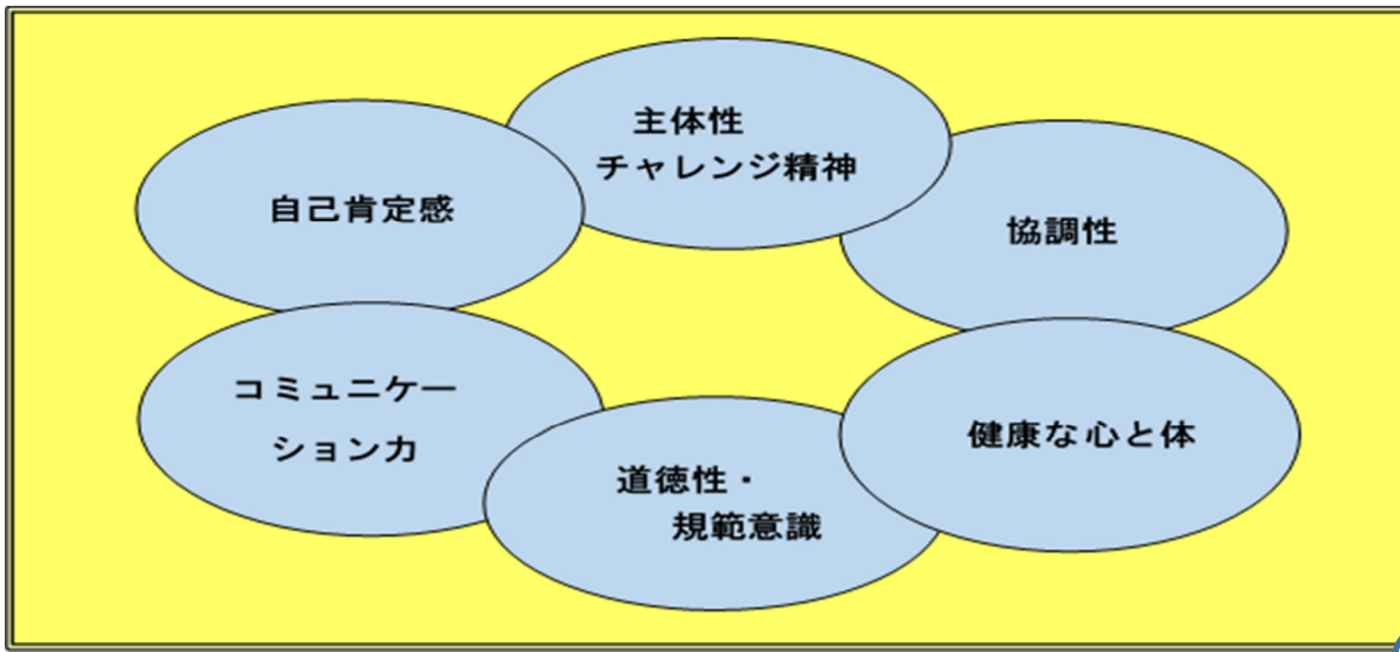 主体性
チャレンジ精神
自己肯定感
協調性
コミュニケー
ション力
健康な心と体
道徳性・
規範意識